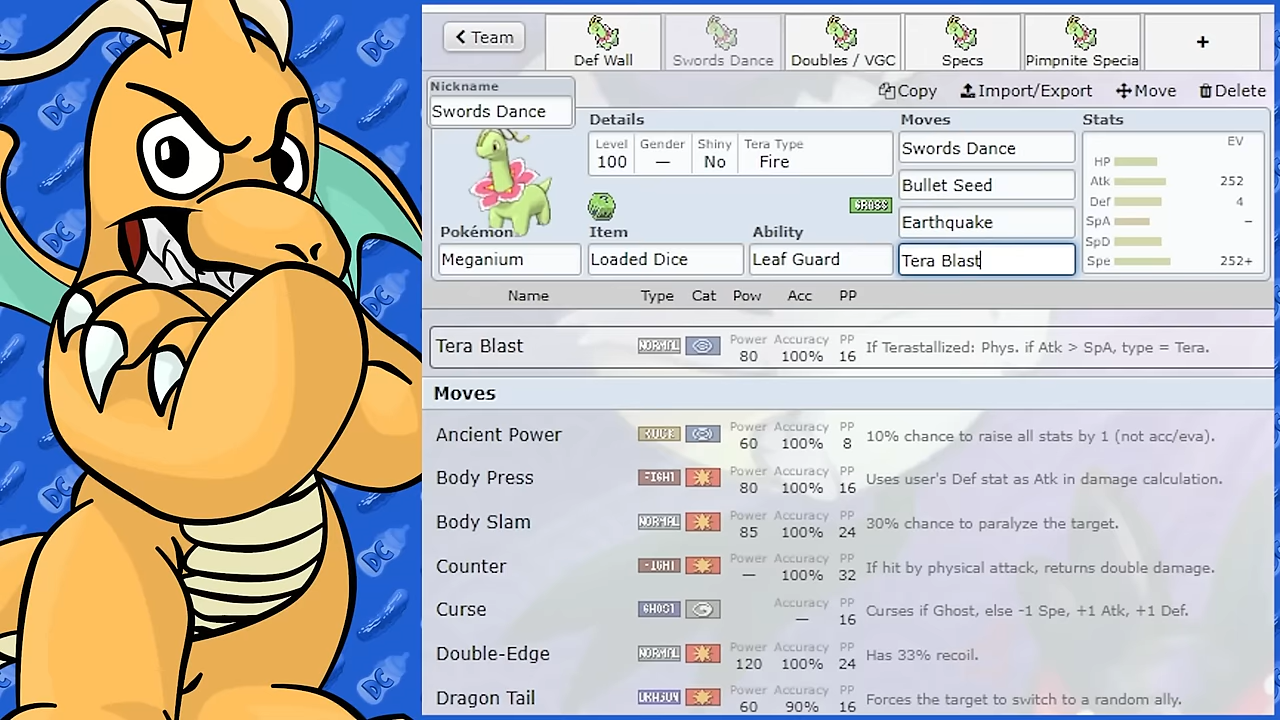 Team
Def Wall
Swords Dance
Doubles / VGC
Specs
Pimpnite Specia
+
Nickname
Swords Dance
Copy Import/Export Move Delete
Details
Level Gender Shiny Tera Type
100 — No Fire
GRASS
Pokémon Item Ability
Meganium Loaded Dice Leaf Guard
Moves
Swords Dance
Bullet Seed
Earthquake
Tera Blast
Stats
EV
HP
Atk 252
Def 4
SpA –
SpD
Spe 252+
Name Type Cat Pow Acc PP
Tera Blast NORMAL Power 80 Accuracy 100% PP 16 If Terastallized: Phys. if Atk > SpA, type = Tera.
Moves
Ancient Power ROCK Power 60 Accuracy 100% PP 8 10% chance to raise all stats by 1 (not acc/eva).
Body Press FIGHT Power 80 Accuracy 100% PP 16 Uses user's Def stat as Atk in damage calculation.
Body Slam NORMAL Power 85 Accuracy 100% PP 24 30% chance to paralyze the target.
Counter FIGHT Power — Accuracy 100% PP 32 If hit by physical attack, returns double damage.
Curse GHOST Accuracy — PP 16 Curses if Ghost, else -1 Spe, +1 Atk, +1 Def.
Double-Edge NORMAL Power 120 Accuracy 100% PP 24 Has 33% recoil.
Dragon Tail DRAGON Power 60 Accuracy 90% PP 16 Forces the target to switch to a random ally.
DC
DC
DC
DC
DC
DC
DC